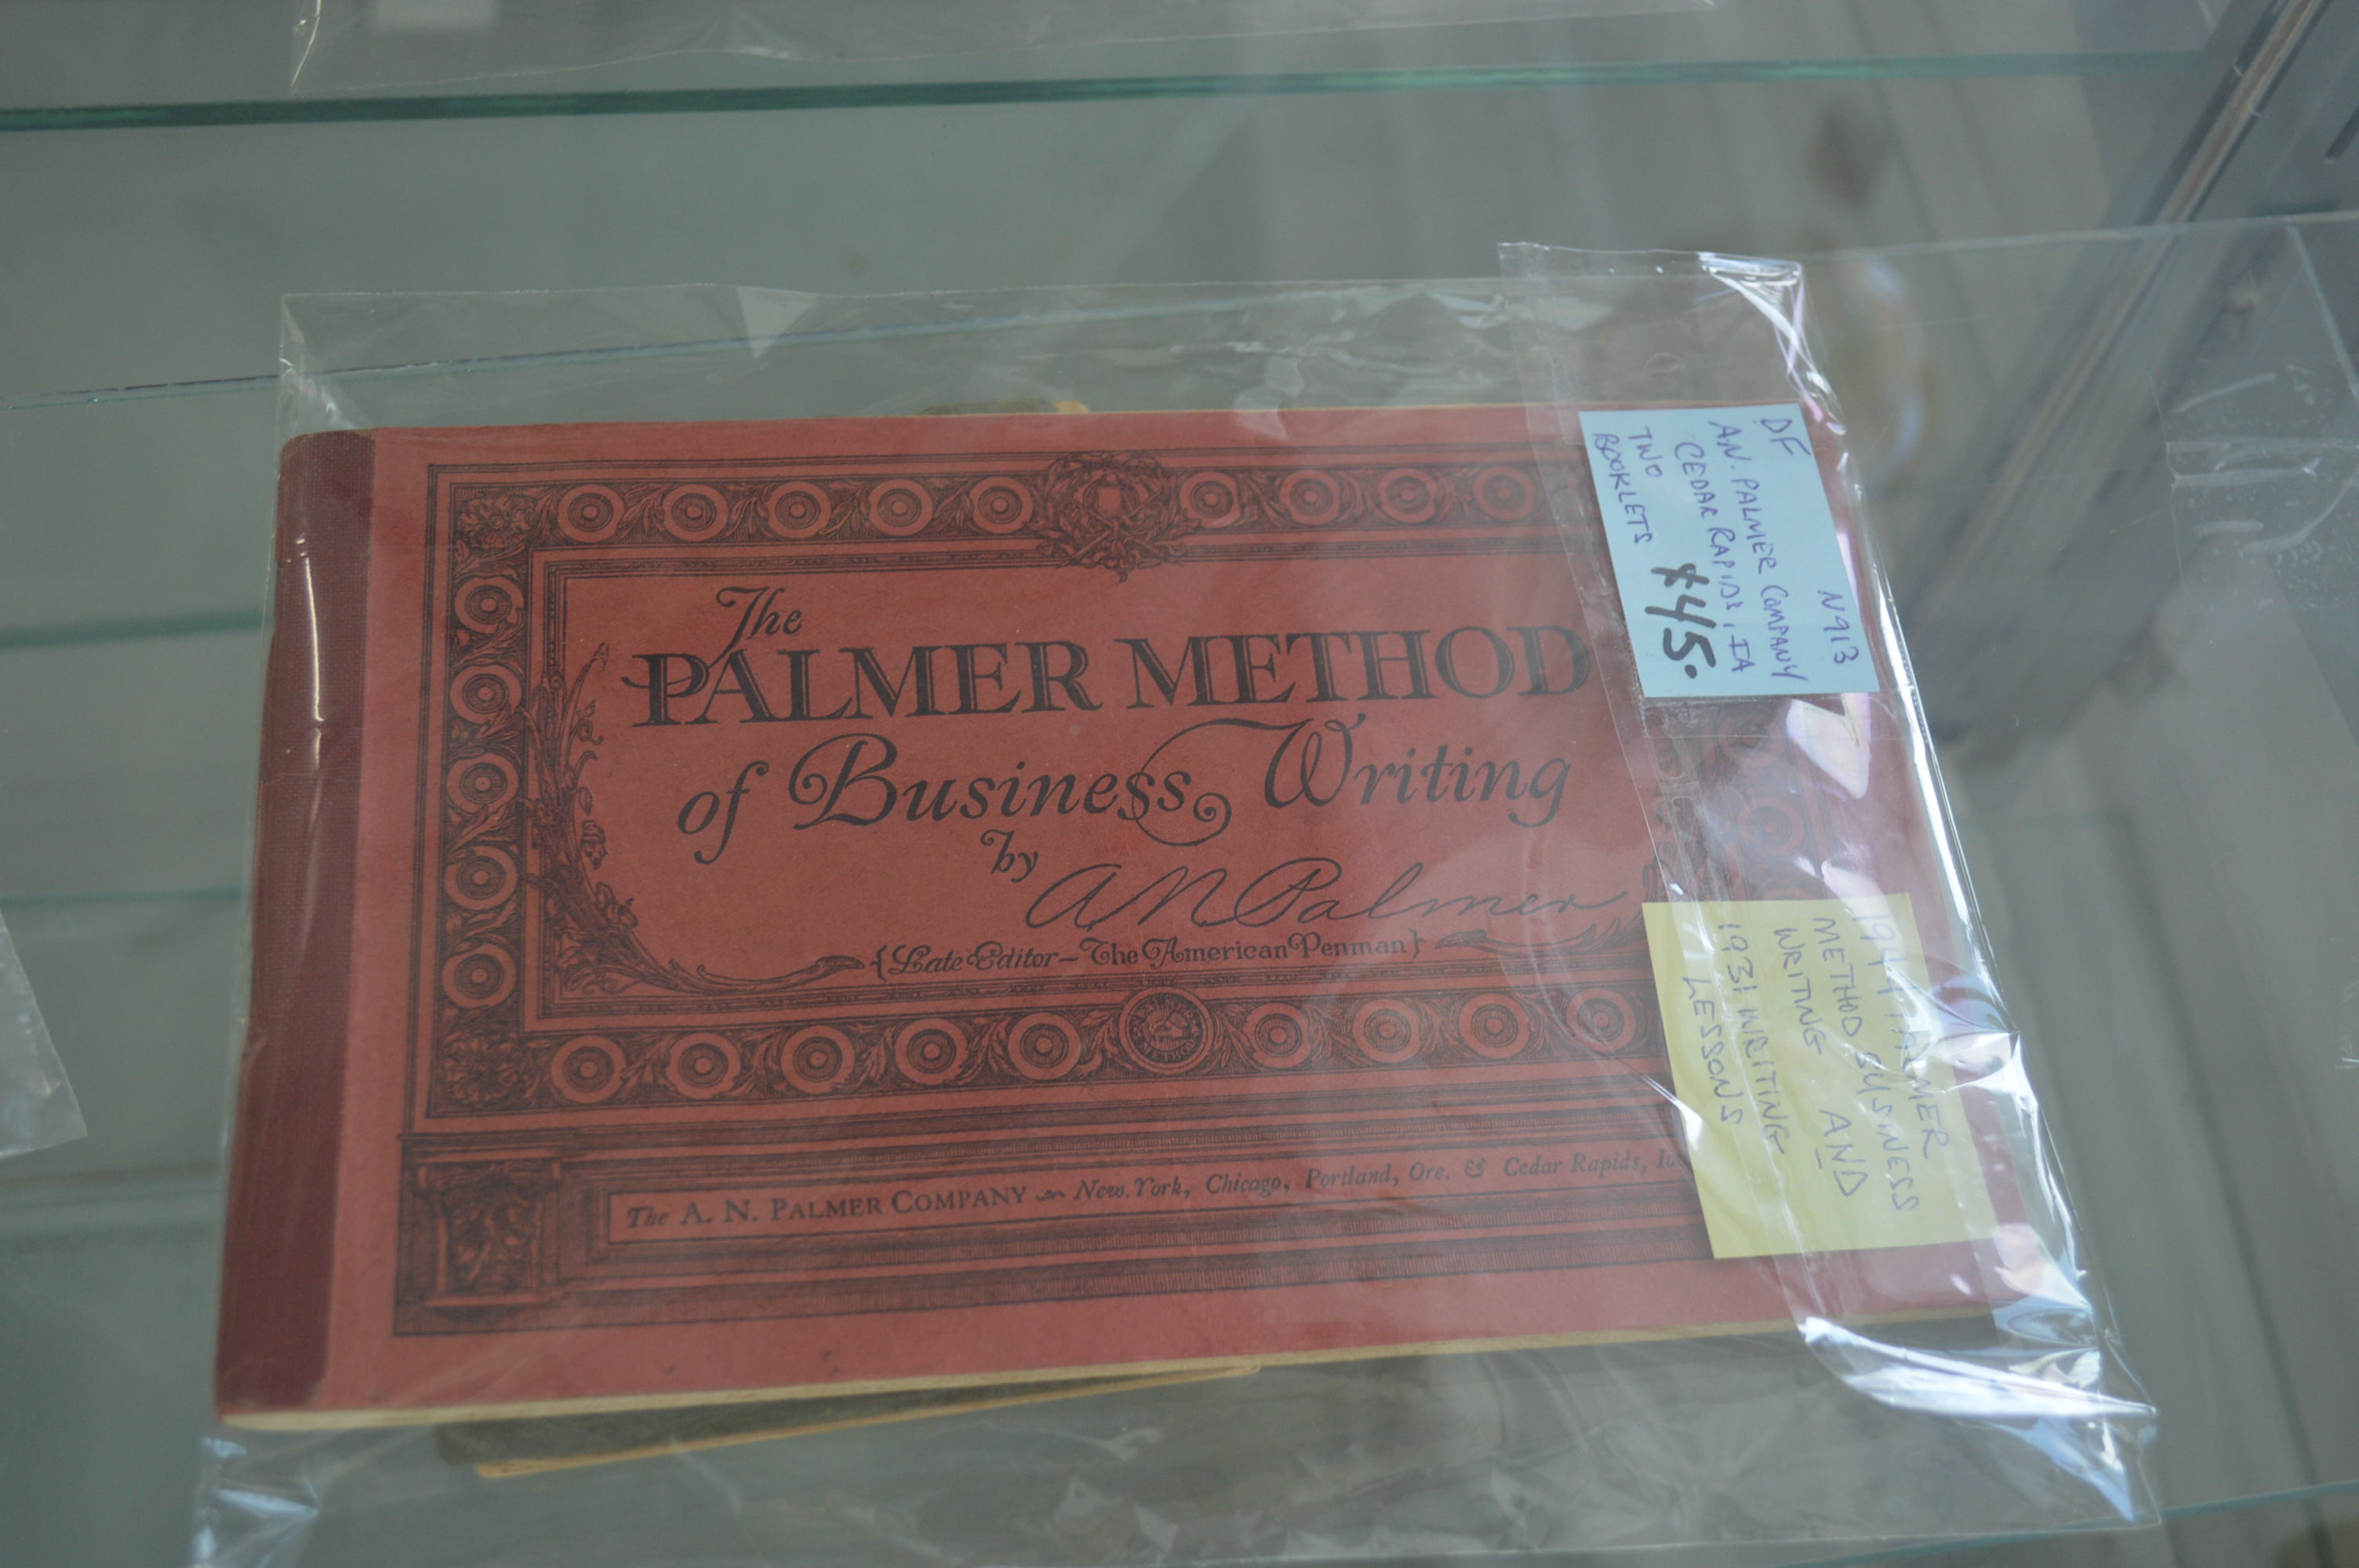 The
PALMER METHOD
of Business Writing
by
A. N. Palmer
{Late Editor – The American Penman}
METHOD
The A. N. PALMER COMPANY New York, Chicago, Portland, Ore. & Cedar Rapids,
DF N913
A.N. PALMER COMPANY
CEDAR RAPIDS, IA
TWO
BOOKLETS
$45.
PALMER
METHOD BUSINESS
WRITING AND
1931 WRITING
LESSONS